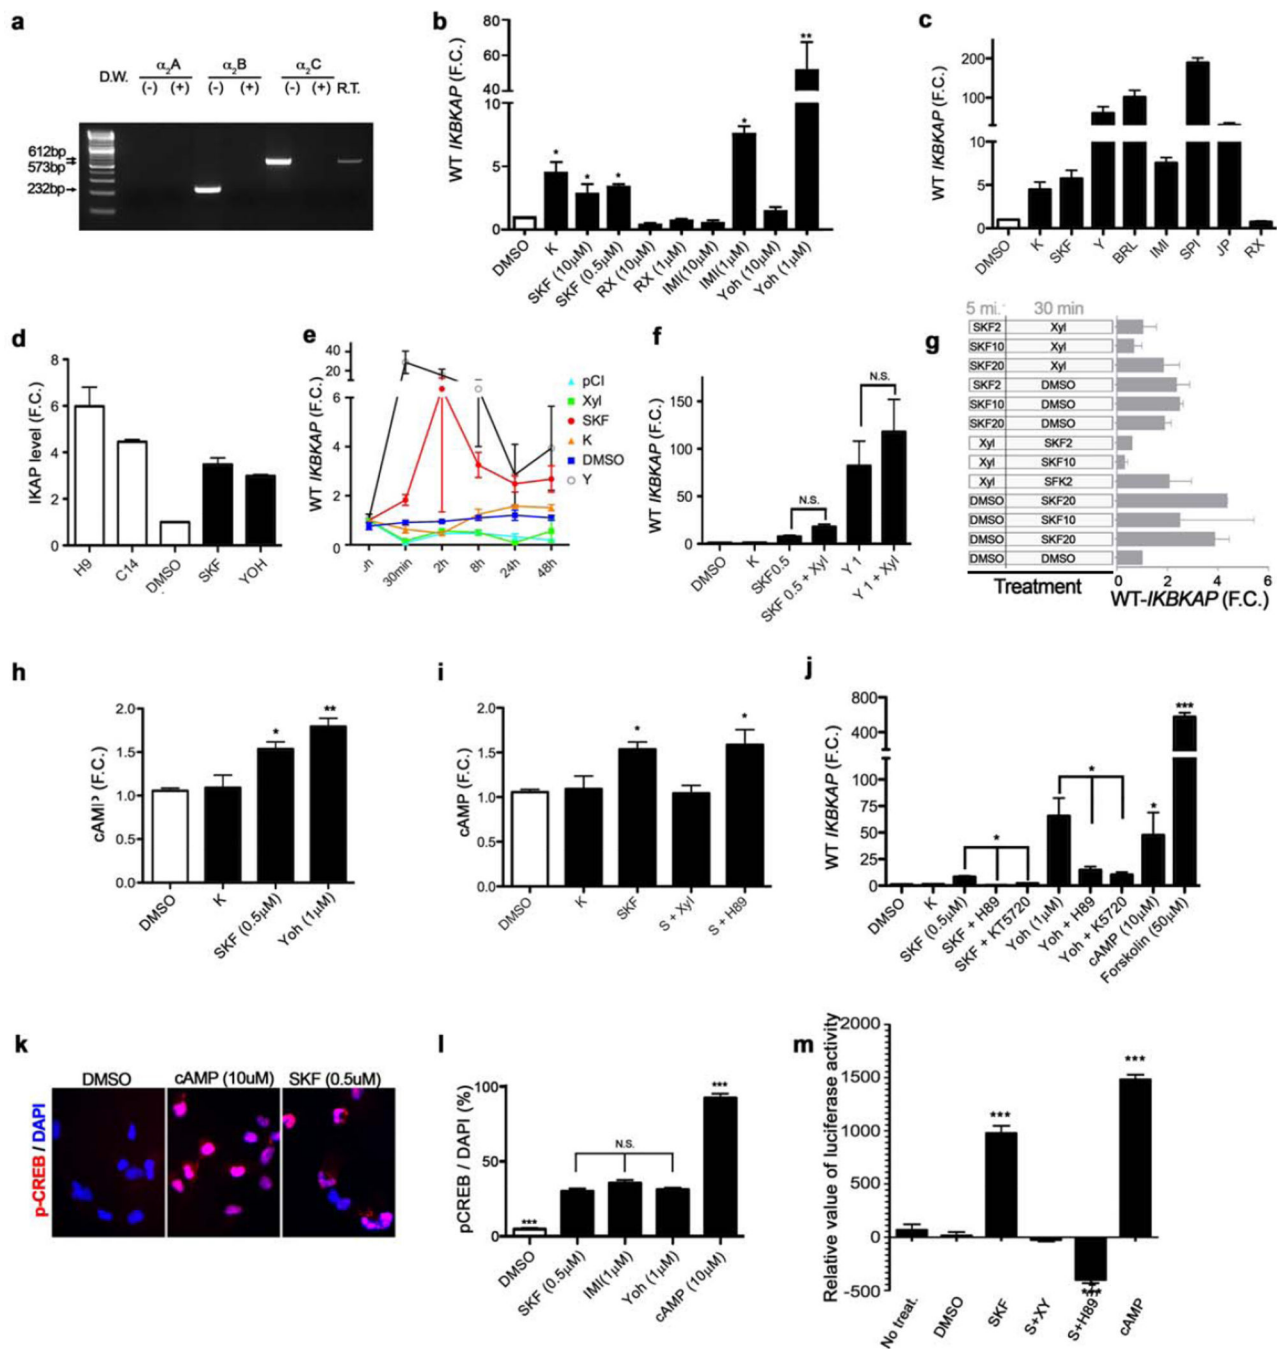 a
D.W.
α2A
α2B
α2C
(-) (+) (-) (+) (-) (+) R.T.
612bp
573bp
232bp
b
WT IKBKAP (F.C.)
80
60
40
10
5
0
*
*
*
*
**
DMSO
K
SKF (10μM)
SKF (0.5μM)
RX (10μM)
RX (1μM)
IMI(10μM)
IMI(1μM)
Yoh (10μM)
Yoh (1μM)
c
WT IKBKAP (F.C.)
200
100
10
5
0
DMSO
K
SKF
Y
BRL
IMI
SPI
JP
RX
d
IKAP level (F.C.)
8
6
4
2
0
H9
C14
DMSO
SKF
YOH
e
WT IKBKAP (F.C.)
40
20
6
4
2
0
30min
2h
8h
24h
48h
pCl
Xyl
SKF
K
DMSO
Y
f
WT IKBKAP (F.C.)
150
100
50
0
N.S.
N.S.
DMSO
K
SKF0.5
SKF 0.5 + Xyl
Y 1
Y 1 + Xyl
g
5 mi. 30 min
SKF2 Xyl
SKF10 Xyl
SKF20 Xyl
SKF2 DMSO
SKF10 DMSO
SKF20 DMSO
Xyl SKF2
Xyl SKF10
Xyl SFK2
DMSO SKF20
DMSO SKF10
DMSO SKF20
DMSO DMSO
0 2 4 6
Treatment
WT-IKBKAP (F.C.)
h
cAMP (F.C.)
2.0
1.5
1.0
0.5
0.0
*
**
DMSO
K
SKF (0.5μM)
Yoh (1μM)
i
cAMP (F.C.)
2.0
1.5
1.0
0.5
0.0
*
*
DMSO
K
SKF
S + Xyl
S + H89
j
WT IKBKAP (F.C.)
800
400
100
75
50
25
0
*
*
*
***
DMSO
K
SKF (0.5μM)
SKF + H89
SKF + KT5720
Yoh (1μM)
Yoh + H89
Yoh + K5720
cAMP (10μM)
Forskolin (50μM)
k
DMSO cAMP (10uM) SKF (0.5uM)
p-CREB / DAPI
l
pCREB / DAPI (%)
100
50
0
***
N.S.
***
DMSO
SKF (0.5μM)
IMI(1μM)
Yoh (1μM)
cAMP (10μM)
m
Relative value of luciferase activity
2000
1500
1000
500
0
-500
***
***
***
No treat.
DMSO
SKF
S+XY
S+H89
cAMP